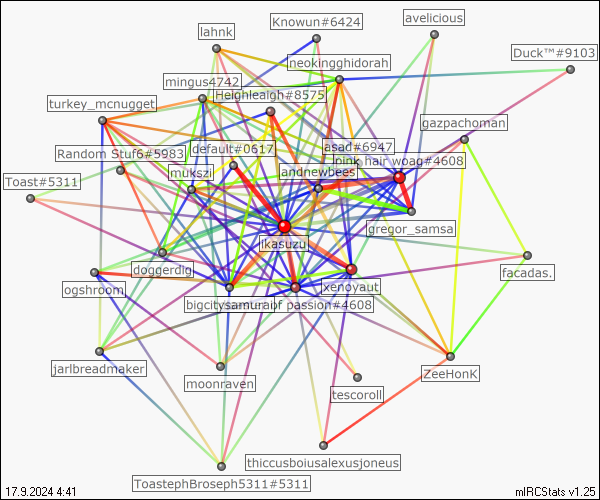 lahnk
Knowun#6424
avelicious
neokingghidorah
Duck™#9103
mingus4742
Heighleaigh#8575
turkey_mcnugget
gazpachoman
asad#6947
default#0617
Random Stuf6#5983
pink hair woag#4608
mukszi
andnewbees
Toast#5311
gregor_samsa
ikasuzu
doggerdig
facadas.
ogshroom
xenoyaut
bigcitysamurai
of passion#4608
jarlbreadmaker
ZeeHonK
moonraven
tescoroll
thiccusboiusalexusjoneus
ToastephBroseph5311#5311
17.9.2024 4:41
mIRCStats v1.25